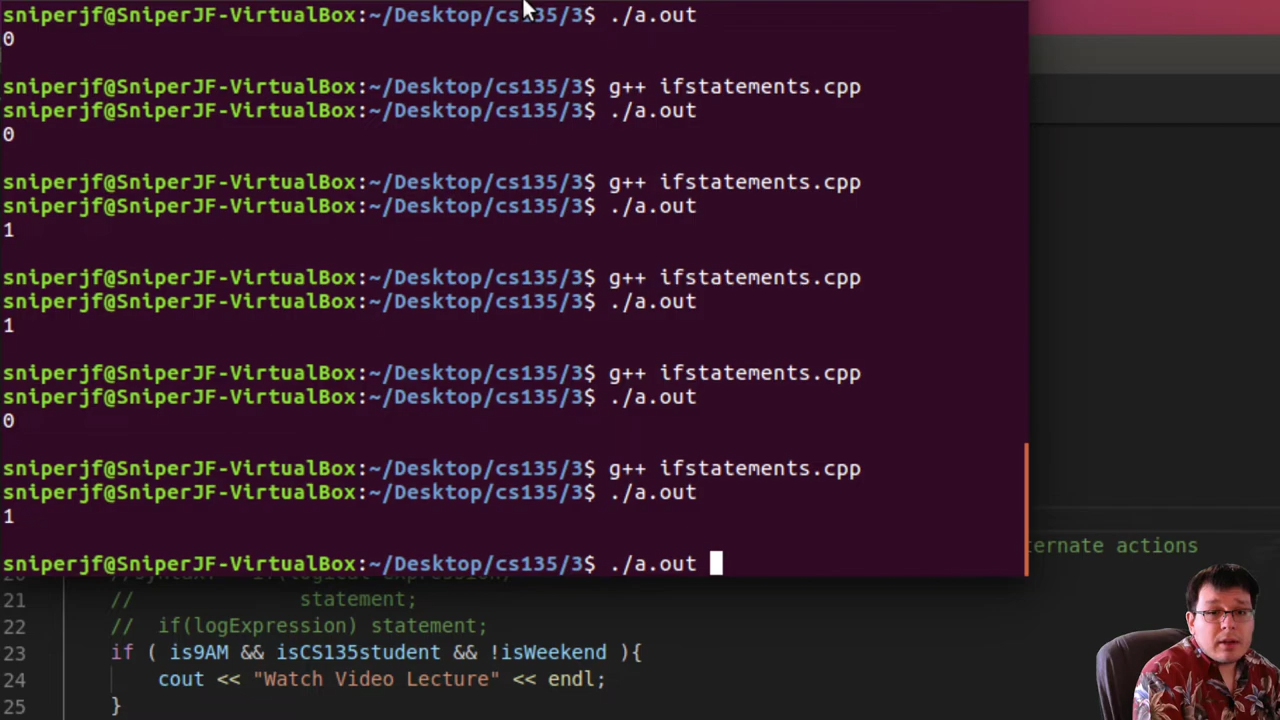 sniperjf@SniperJF-VirtualBox:~/Desktop/cs135/3$ ./a.out
0
sniperjf@SniperJF-VirtualBox:~/Desktop/cs135/3$ g++ ifstatements.cpp
sniperjf@SniperJF-VirtualBox:~/Desktop/cs135/3$ ./a.out
0
sniperjf@SniperJF-VirtualBox:~/Desktop/cs135/3$ g++ ifstatements.cpp
sniperjf@SniperJF-VirtualBox:~/Desktop/cs135/3$ ./a.out
1
sniperjf@SniperJF-VirtualBox:~/Desktop/cs135/3$ g++ ifstatements.cpp
sniperjf@SniperJF-VirtualBox:~/Desktop/cs135/3$ ./a.out
1
sniperjf@SniperJF-VirtualBox:~/Desktop/cs135/3$ g++ ifstatements.cpp
sniperjf@SniperJF-VirtualBox:~/Desktop/cs135/3$ ./a.out
0
sniperjf@SniperJF-VirtualBox:~/Desktop/cs135/3$ g++ ifstatements.cpp
sniperjf@SniperJF-VirtualBox:~/Desktop/cs135/3$ ./a.out
1
ternate actions
sniperjf@SniperJF-VirtualBox:~/Desktop/cs135/3$ ./a.out
21 // statement;
22 // if(logExpression) statement;
23 if ( is9AM && isCS135student && !isWeekend ){
24 cout << "Watch Video Lecture" << endl;
25 }